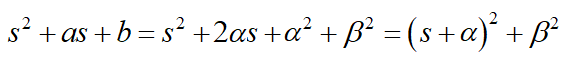 s² + as + b = s² + 2αs + α² + β² = (s + α)² + β²